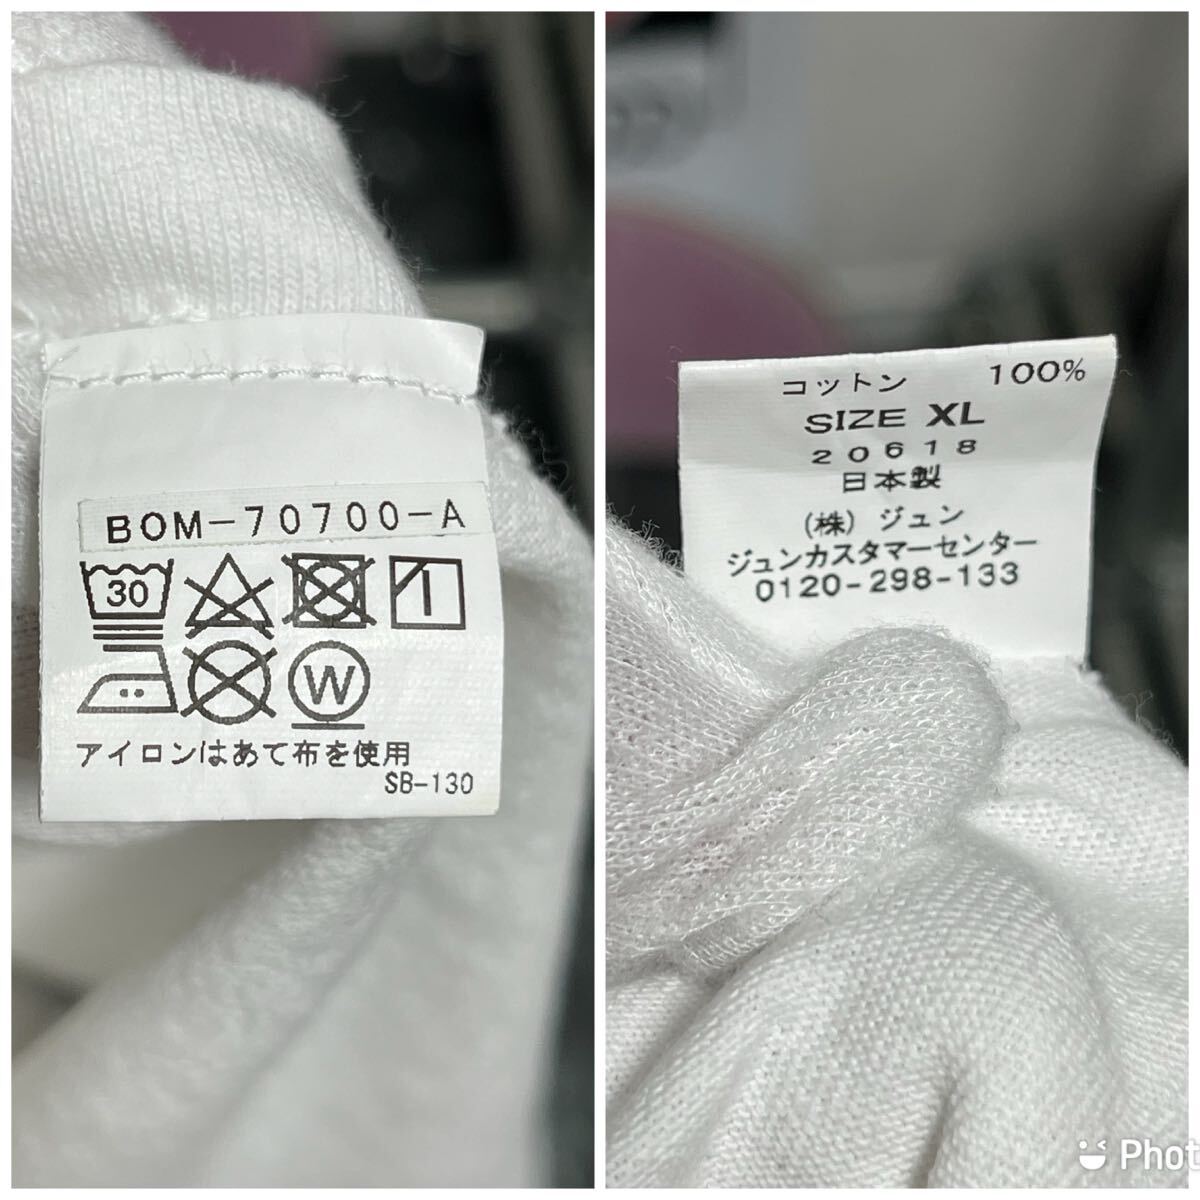 BOM-70700-A
30
W
アイロンはあて布を使用
SB-130
コットン 100%
SIZE XL
20618
日本製
(株) ジュン
ジュンカスタマーセンター
0120-298-133
Phot